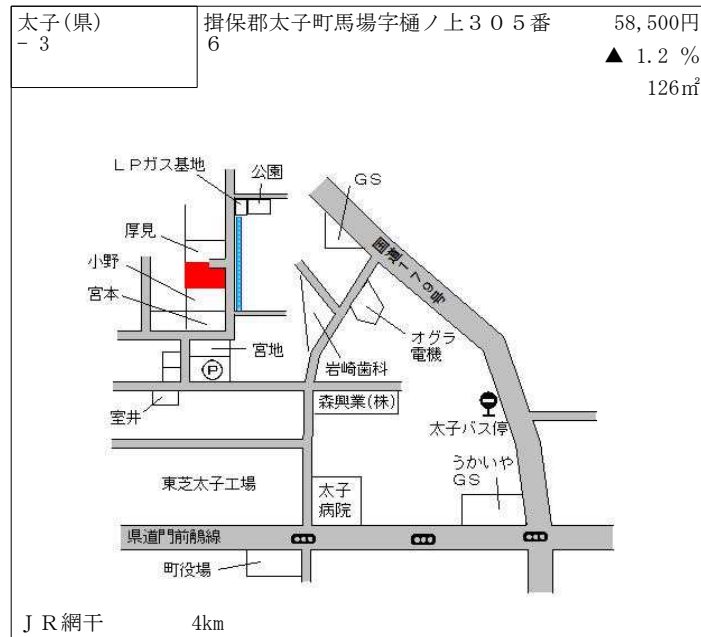 太子(県)
- 3
揖保郡太子町馬場字樋ノ上３０５番
6
58,500円
▲ 1.2 %
126㎡
ＬＰガス基地
公園
GS
厚見
国道179号
小野
宮本
オグラ
電機
宮地
岩崎歯科
P
森興業(株)
室井
太子バス停
うかいや
GS
東芝太子工場
太子
病院
県道門前鵤線
町役場
ＪＲ網干
4km